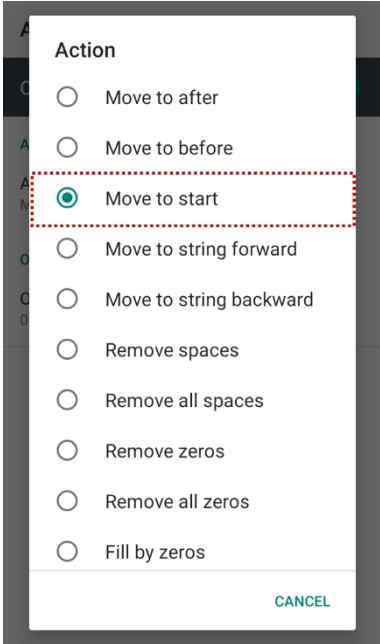 Action
Move to after
Move to before
Move to start
Move to string forward
Move to string backward
Remove spaces
Remove all spaces
Remove zeros
Remove all zeros
Fill by zeros
CANCEL